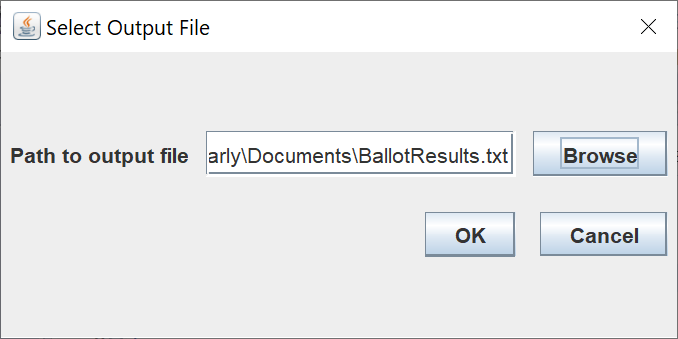 Select Output File
Path to output file arly\Documents\BallotResults.txt Browse
OK Cancel